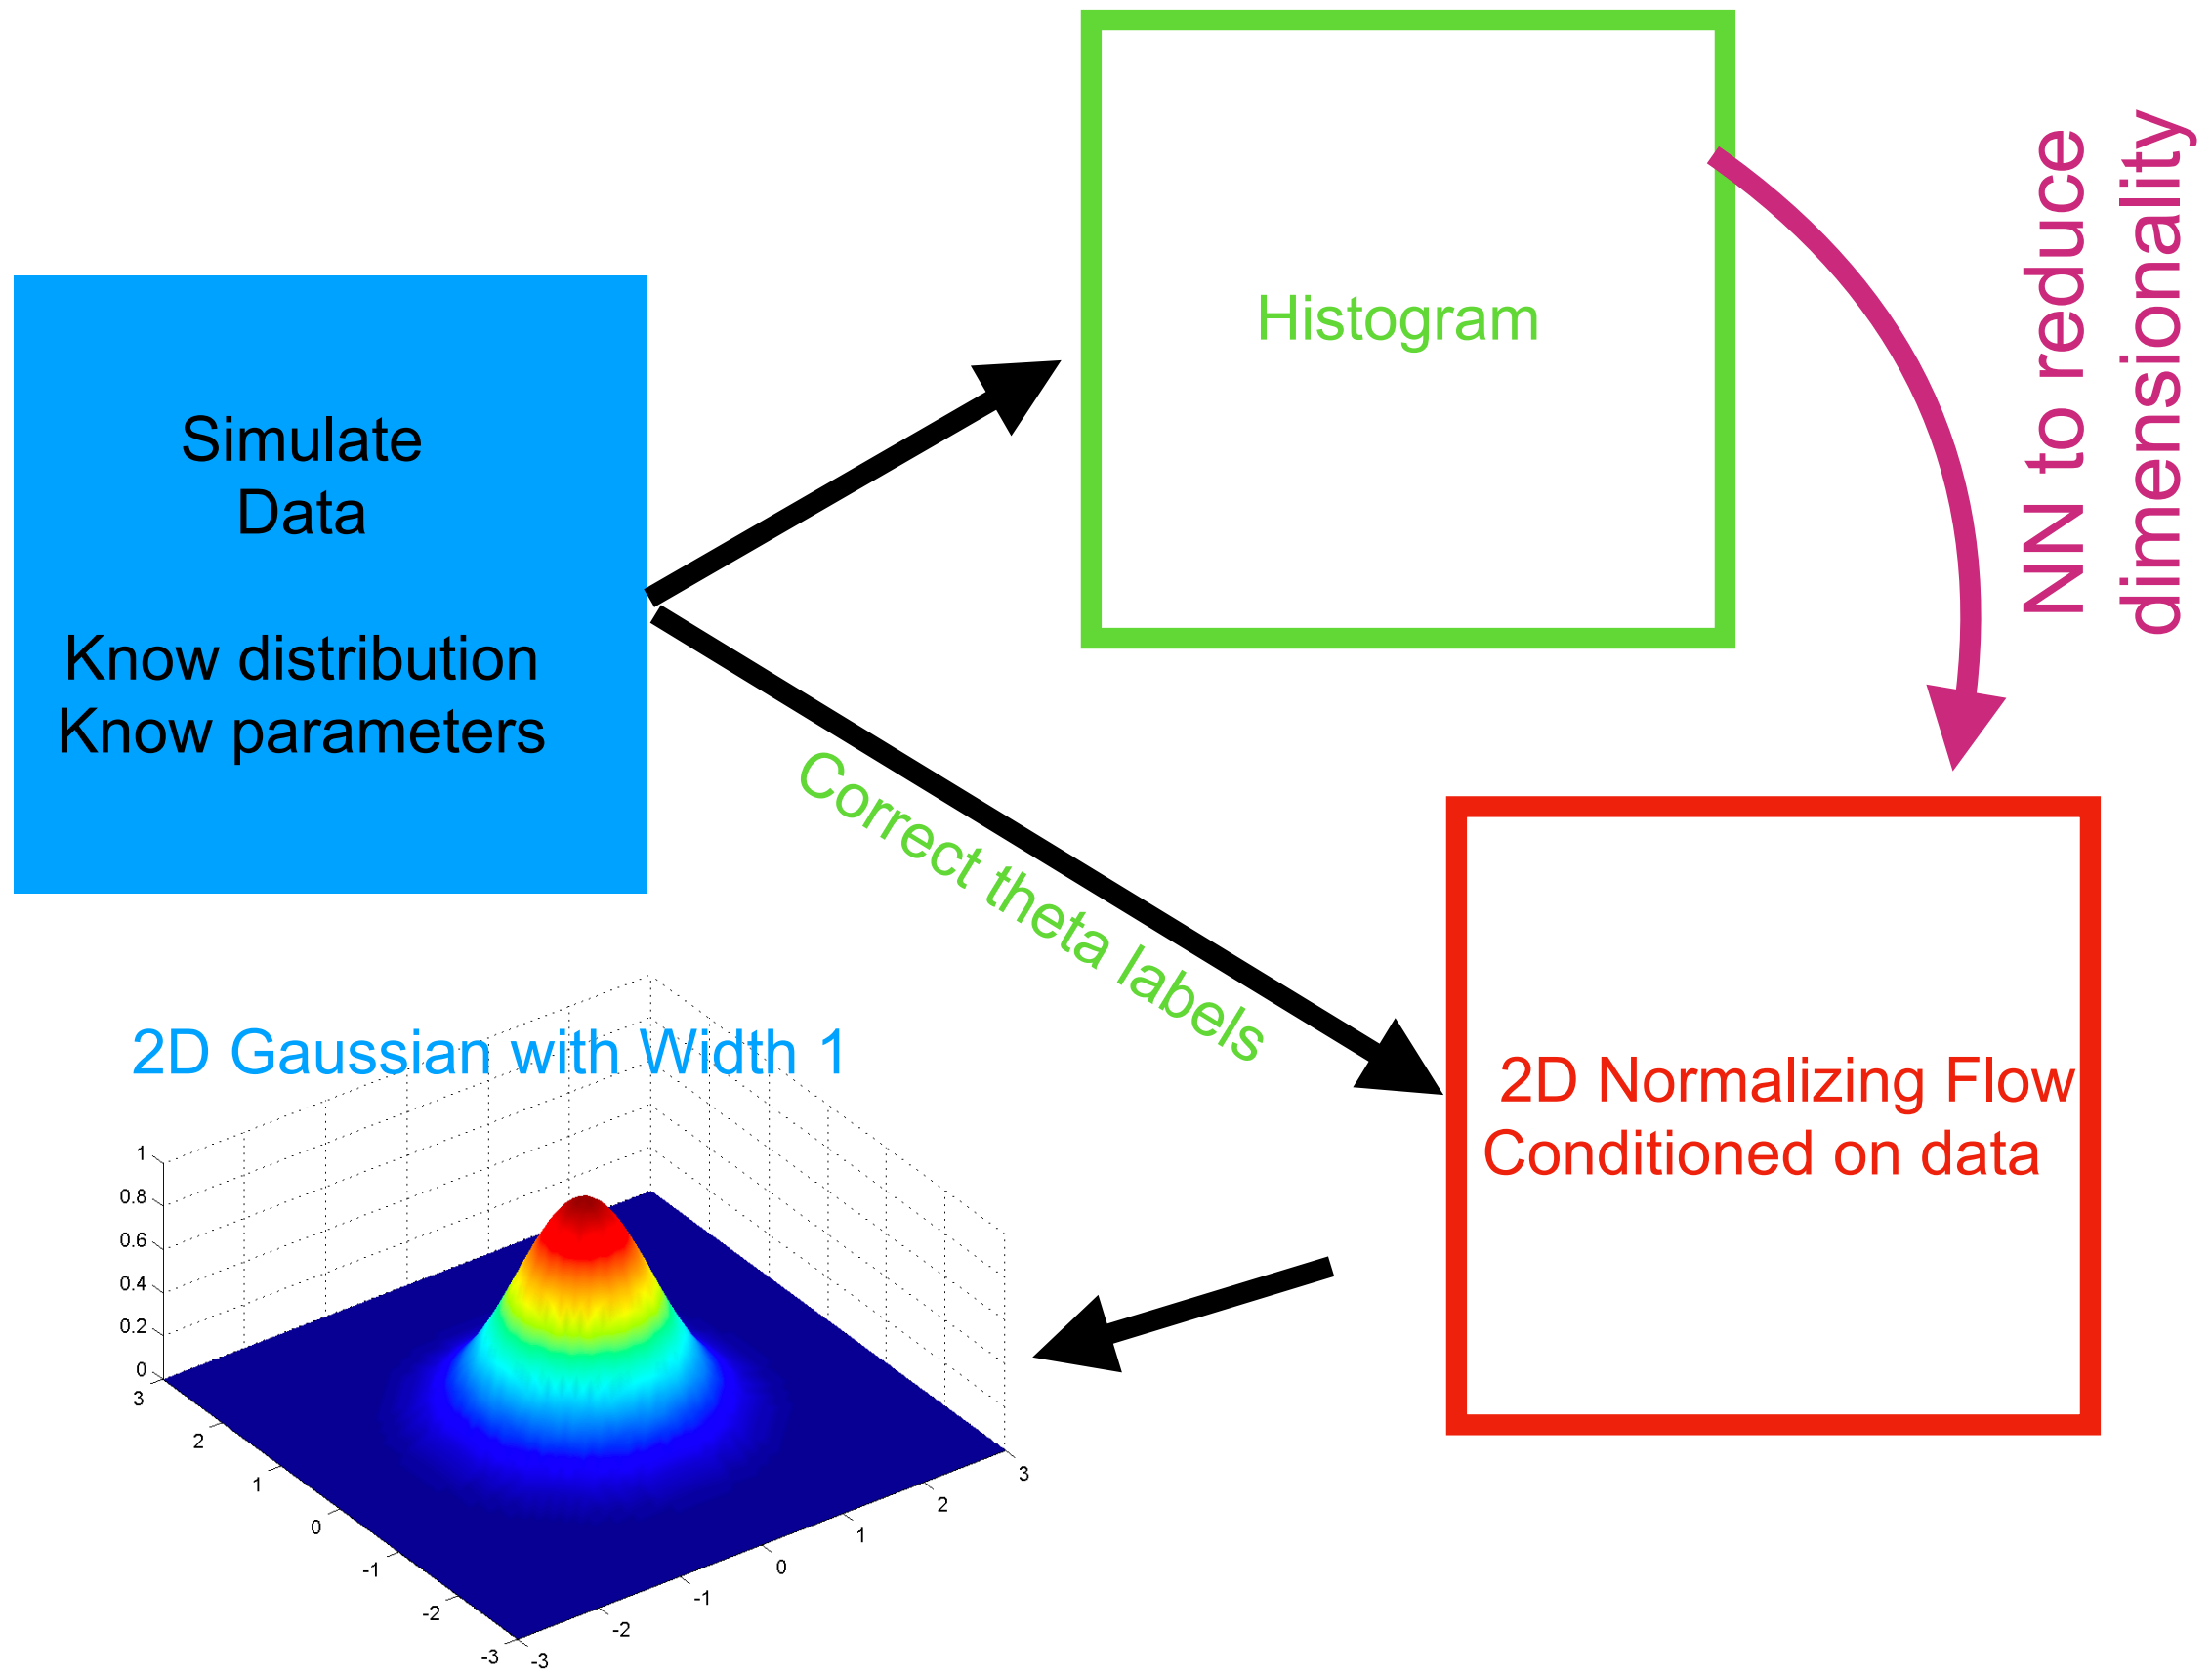 Histogram
NN to reduce
dimensionality
Simulate
Data
Know distribution
Know parameters
Correct theta labels
2D Gaussian with Width 1
2D Normalizing Flow
Conditioned on data
1
0.8
0.6
0.4
0.2
0
3
2
1
0
-1
-2
-3
-3
-2
-1
0
1
2
3